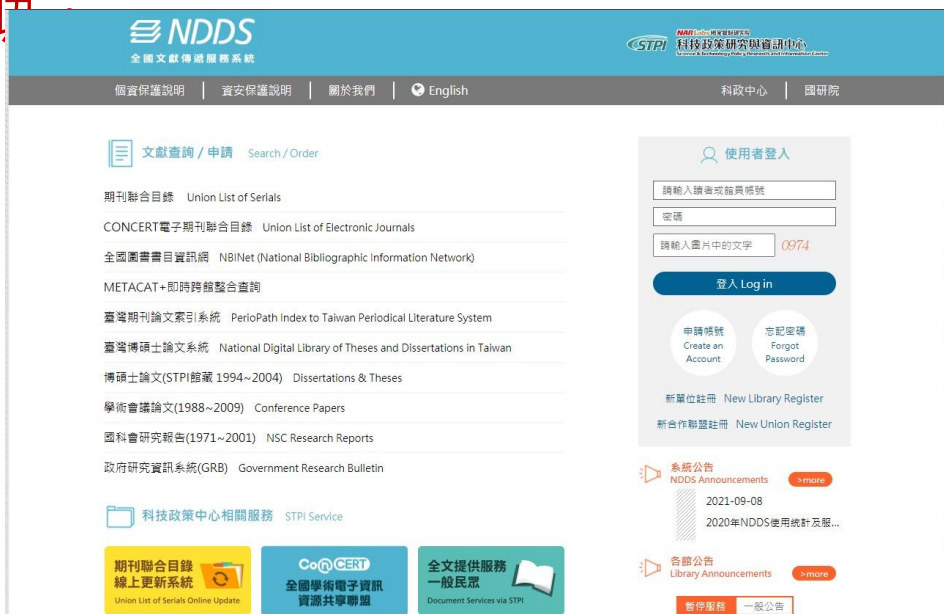 NDDS
全國文獻傳遞服務系統
STPI
NARLabs 國家實驗研究院
科技政策研究與資訊中心
Science & Technology Policy Research and Information Center
個資保護說明
資安保護說明
關於我們
English
科政中心
國研院
文獻查詢 / 申請 Search / Order
期刊聯合目錄 Union List of Serials
CONCERT電子期刊聯合目錄 Union List of Electronic Journals
全國圖書書目資訊網 NBINet (National Bibliographic Information Network)
METACAT+即時跨館整合查詢
臺灣期刊論文索引系統 PerioPath Index to Taiwan Periodical Literature System
臺灣博碩士論文系統 National Digital Library of Theses and Dissertations in Taiwan
博碩士論文(STPI館藏 1994~2004) Dissertations & Theses
學術會議論文(1988~2009) Conference Papers
國科會研究報告(1971~2001) NSC Research Reports
政府研究資訊系統(GRB) Government Research Bulletin
科技政策中心相關服務 STPI Service
期刊聯合目錄
線上更新系統
Union List of Serials Online Update
CONCERT
全國學術電子資訊
資源共享聯盟
全文提供服務
一般民眾
Document Services via STPI
使用者登入
請輸入讀者或館員帳號
密碼
請輸入圖片中的文字
0974
登入 Log in
申請帳號
Create an
Account
忘記密碼
Forgot
Password
新單位註冊 New Library Register
新合作聯盟註冊 New Union Register
系統公告
NDDS Announcements
>more
2021-09-08
2020年NDDS使用統計及服...
各館公告
Library Announcements
>more
暫停服務
一般公告